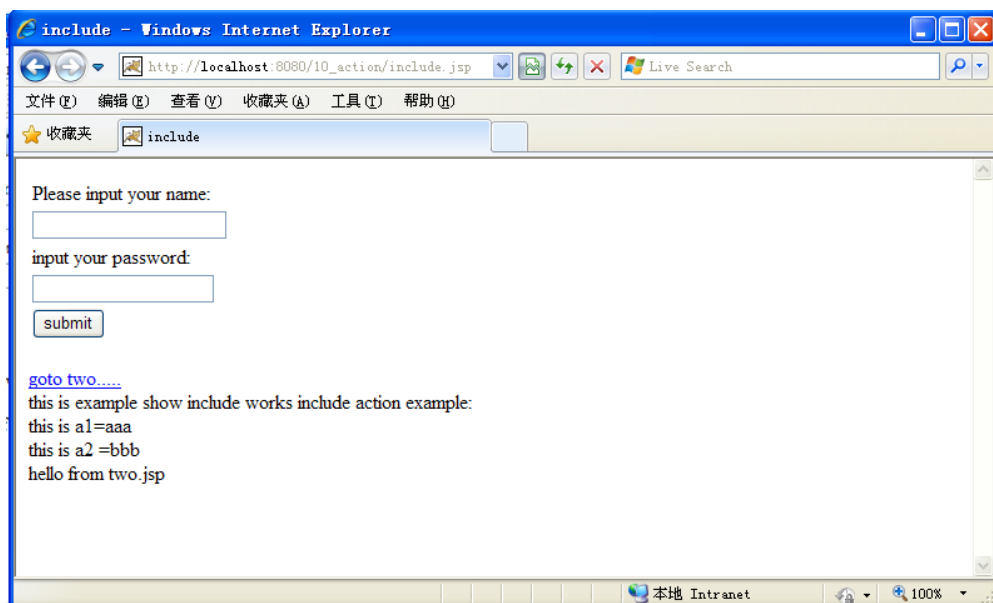 include - Windows Internet Explorer
http://localhost:8080/10_action/include.jsp
Live Search
文件(F) 编辑(E) 查看(V) 收藏夹(A) 工具(T) 帮助(H)
收藏夹
include
Please input your name:
input your password:
submit
goto two.....
this is example show include works include action example:
this is a1=aaa
this is a2 =bbb
hello from two.jsp
本地 Intranet
100%